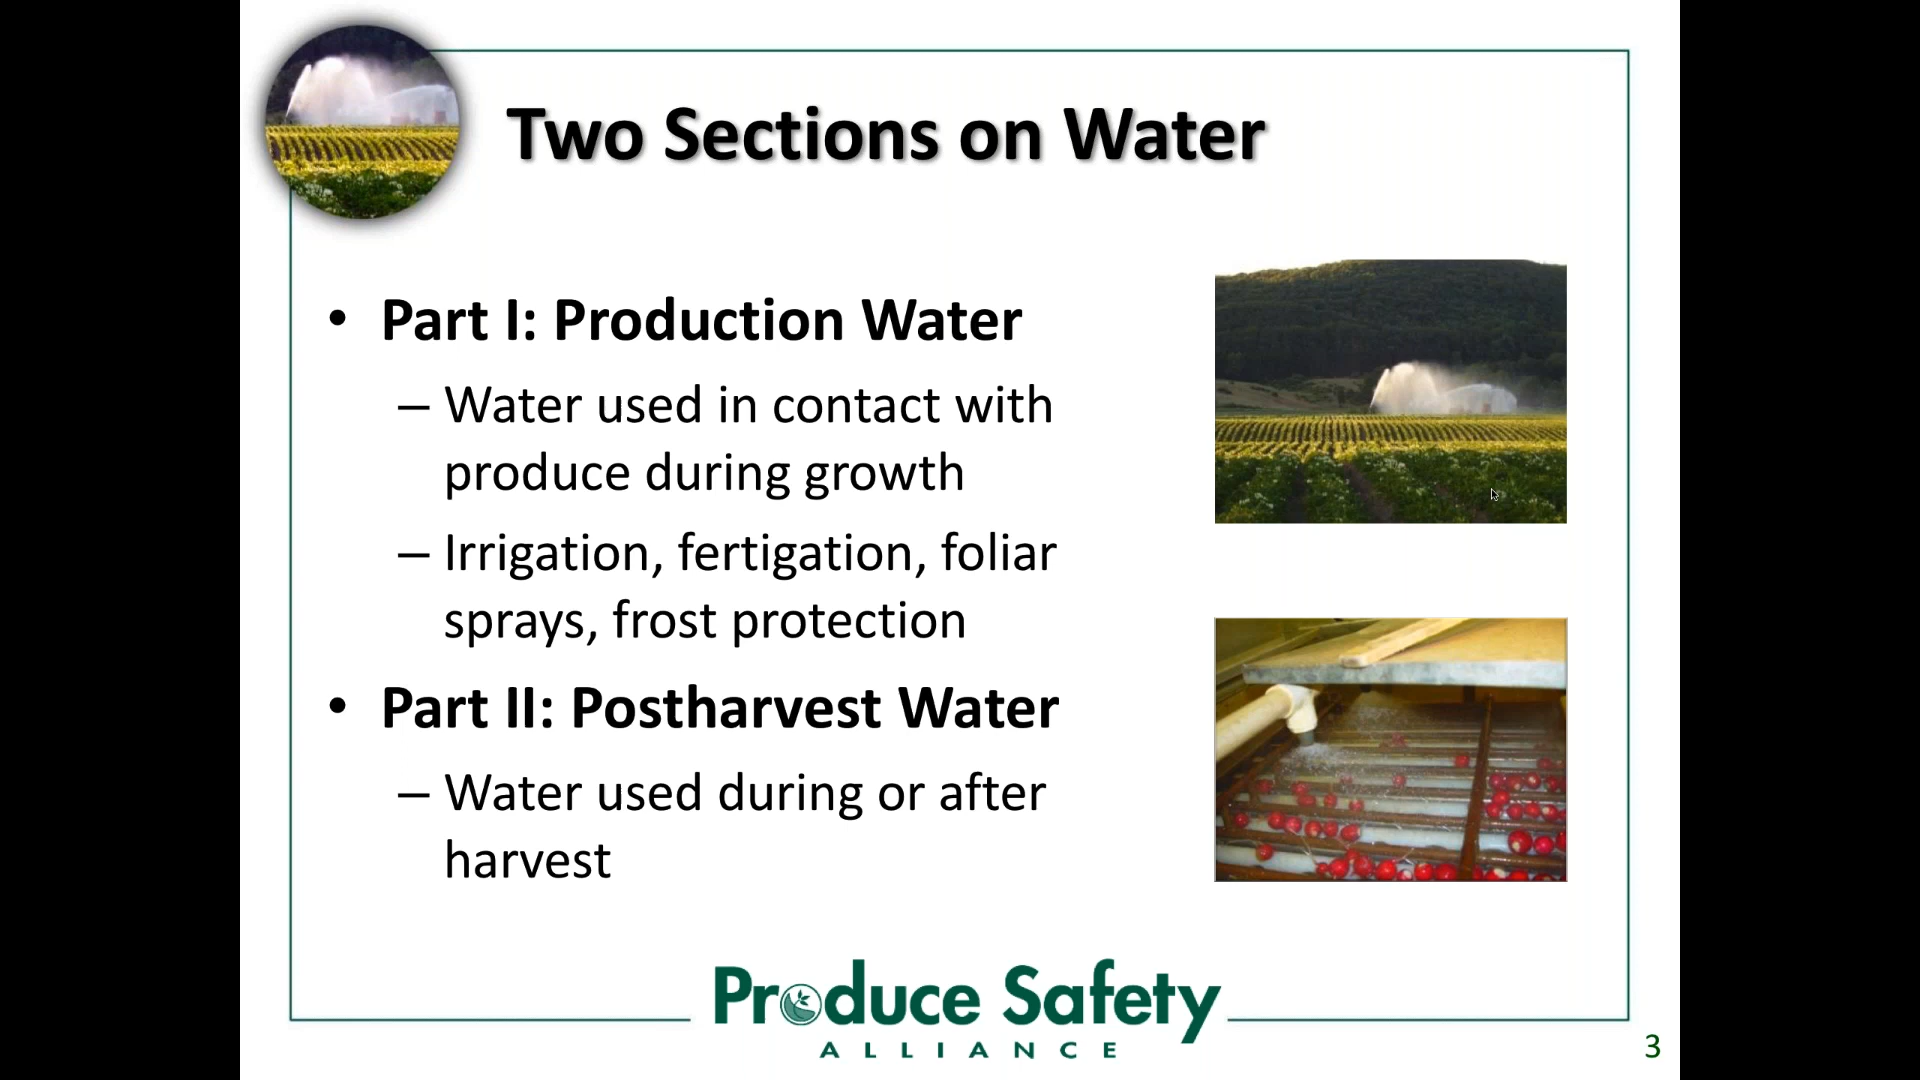 Two Sections on Water
• Part I: Production Water
– Water used in contact with
produce during growth
– Irrigation, fertigation, foliar
sprays, frost protection
• Part II: Postharvest Water
– Water used during or after
harvest
Produce Safety
ALLIANCE
3